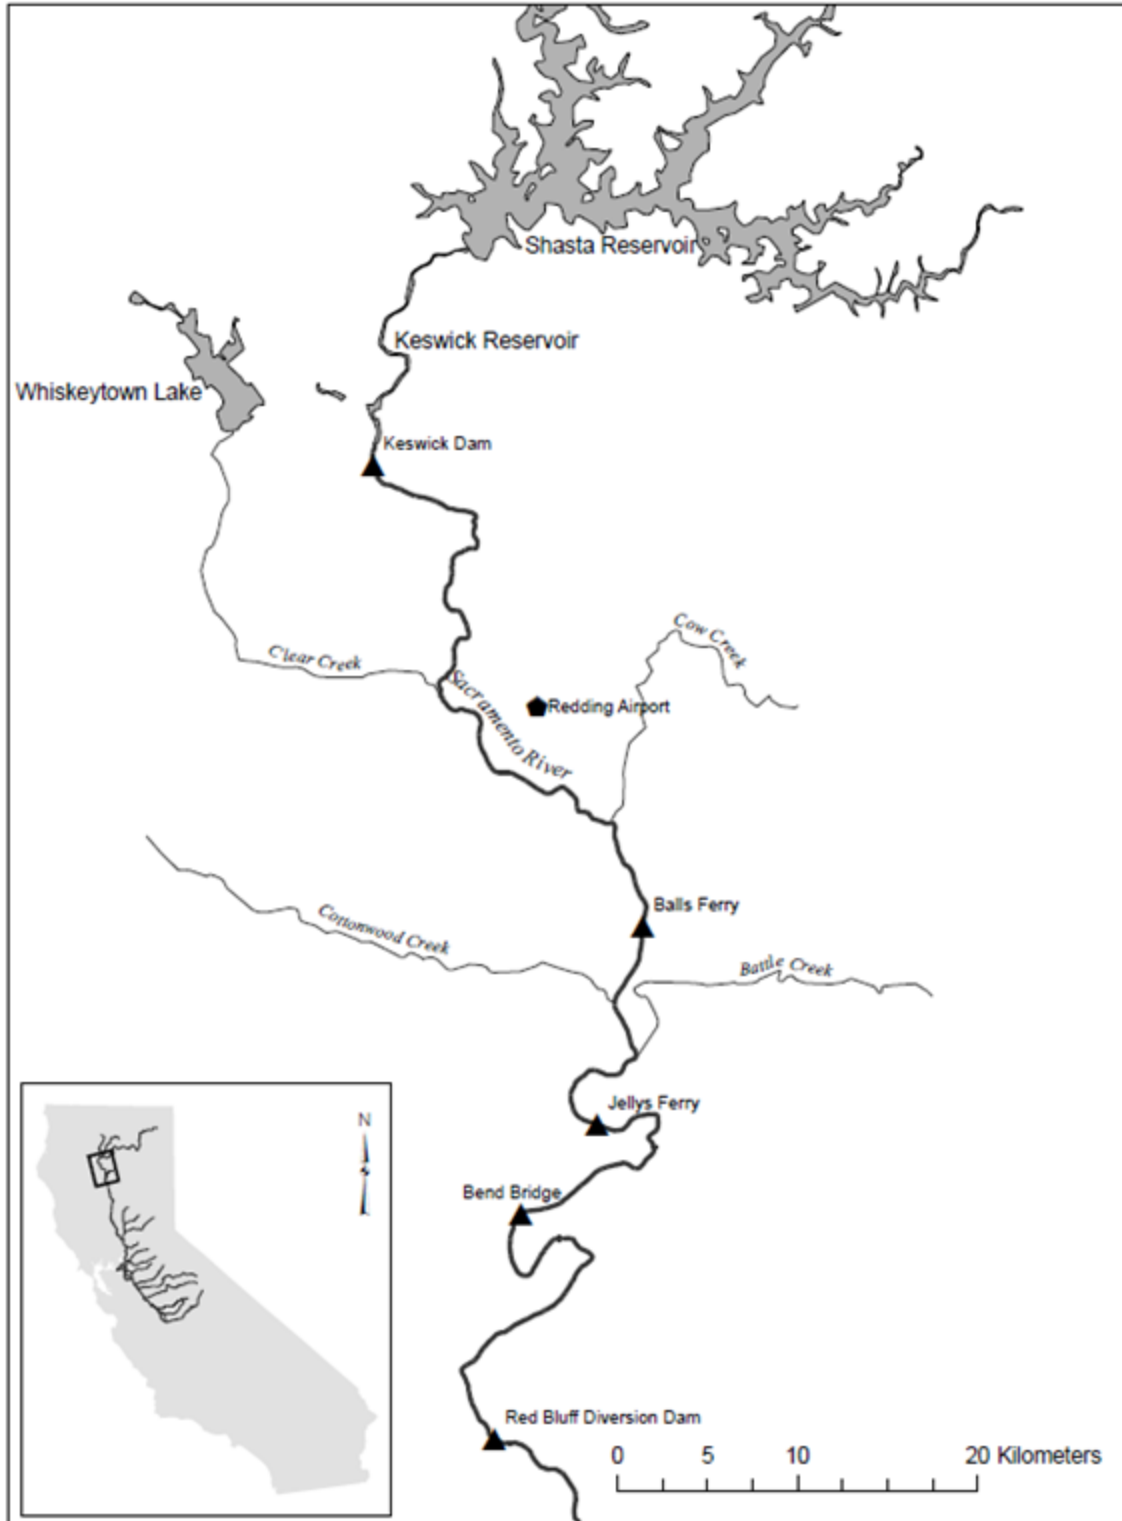 Shasta Reservoir
Keswick Reservoir
Whiskeytown Lake
Keswick Dam
Cow Creek
Clear Creek
Sacramento River
Redding Airport
Balls Ferry
Cottonwood Creek
Battle Creek
Jellys Ferry
N
Bend Bridge
Red Bluff Diversion Dam
0 5 10 20 Kilometers